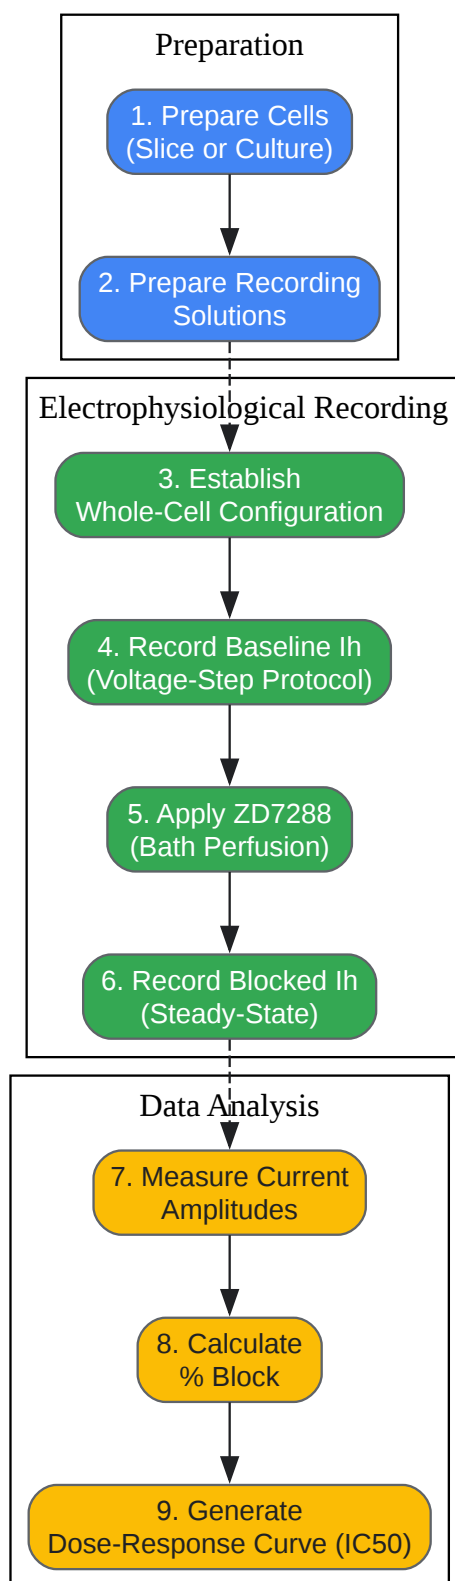 Preparation
1. Prepare Cells
(Slice or Culture)
2. Prepare Recording
Solutions
Electrophysiological Recording
3. Establish
Whole-Cell Configuration
4. Record Baseline Ih
(Voltage-Step Protocol)
5. Apply ZD7288
(Bath Perfusion)
6. Record Blocked Ih
(Steady-State)
Data Analysis
7. Measure Current
Amplitudes
8. Calculate
% Block
9. Generate
Dose-Response Curve (IC50)